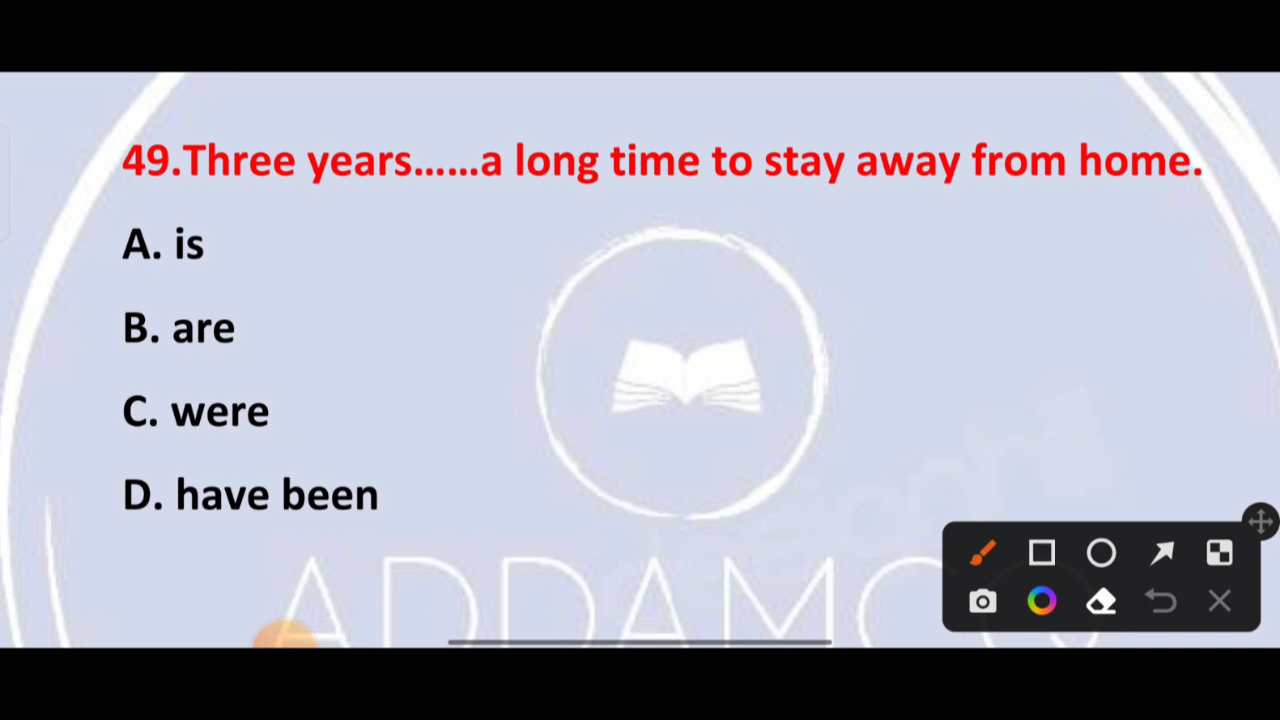 49.Three years......a long time to stay away from home.
A. is
B. are
C. were
D. have been